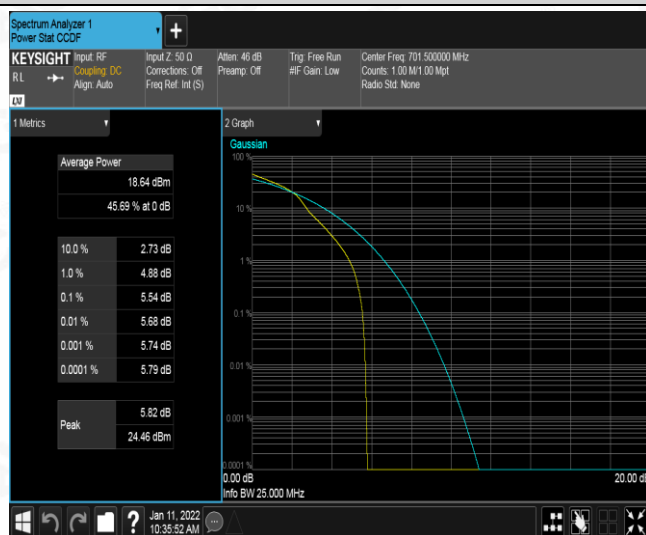 Spectrum Analyzer 1
Power Stat CCDF
KEYSIGHT
RL
LXI
Input: RF
Coupling: DC
Align: Auto
Input Z: 50 Ω
Corrections: Off
Freq Ref: Int (S)
Atten: 46 dB
Preamp: Off
Trig: Free Run
#IF Gain: Low
Center Freq: 701.500000 MHz
Counts: 1.00 M/1.00 Mpt
Radio Std: None
1 Metrics
Average Power
18.64 dBm
45.69 % at 0 dB
10.0 % 2.73 dB
1.0 % 4.88 dB
0.1 % 5.54 dB
0.01 % 5.68 dB
0.001 % 5.74 dB
0.0001 % 5.79 dB
Peak
5.82 dB
24.46 dBm
2 Graph
Gaussian
100 %
10 %
1 %
0.1 %
0.01 %
0.001 %
0.0001 %
0.00 dB
20.00 dB
Info BW 25.000 MHz
?
Jan 11, 2022
10:35:52 AM